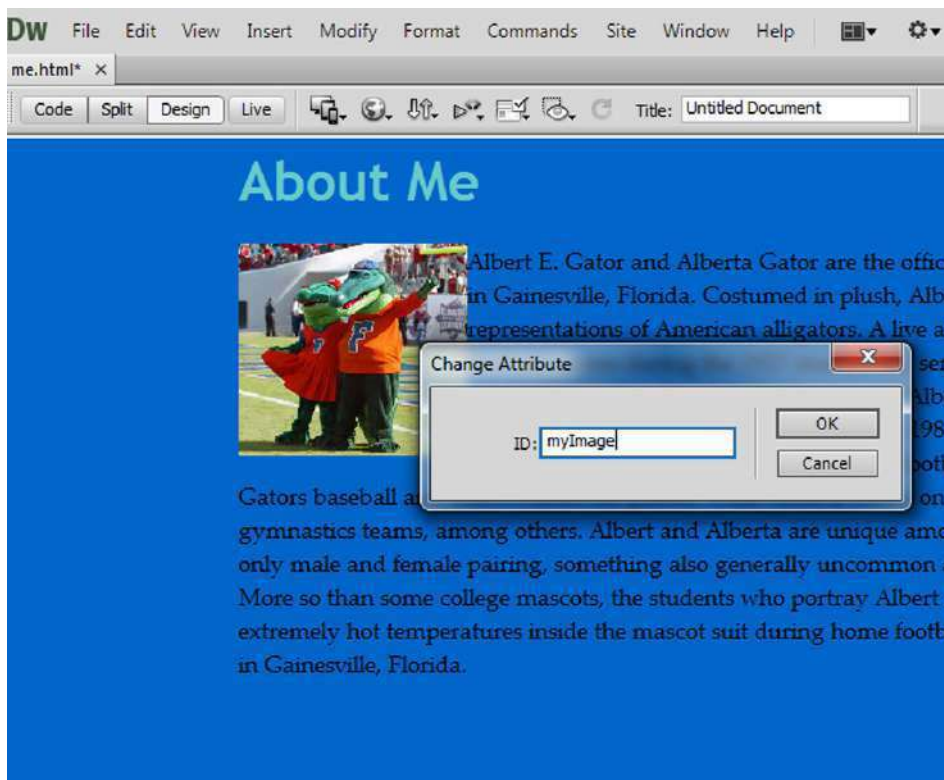 DW File Edit View Insert Modify Format Commands Site Window Help
me.html* ×
Code Split Design Live Title: Untitled Document
About Me
Albert E. Gator and Alberta Gator are the offic
in Gainesville, Florida. Costumed in plush, Alb
representations of American alligators. A live a
Change Attribute
ser
Alb
ID: myImage
OK
198
Cancel
Gators baseball a
on
gymnastics teams, among others. Albert and Alberta are unique amo
only male and female pairing, something also generally uncommon
More so than some college mascots, the students who portray Albert
extremely hot temperatures inside the mascot suit during home footb
in Gainesville, Florida.
F
F